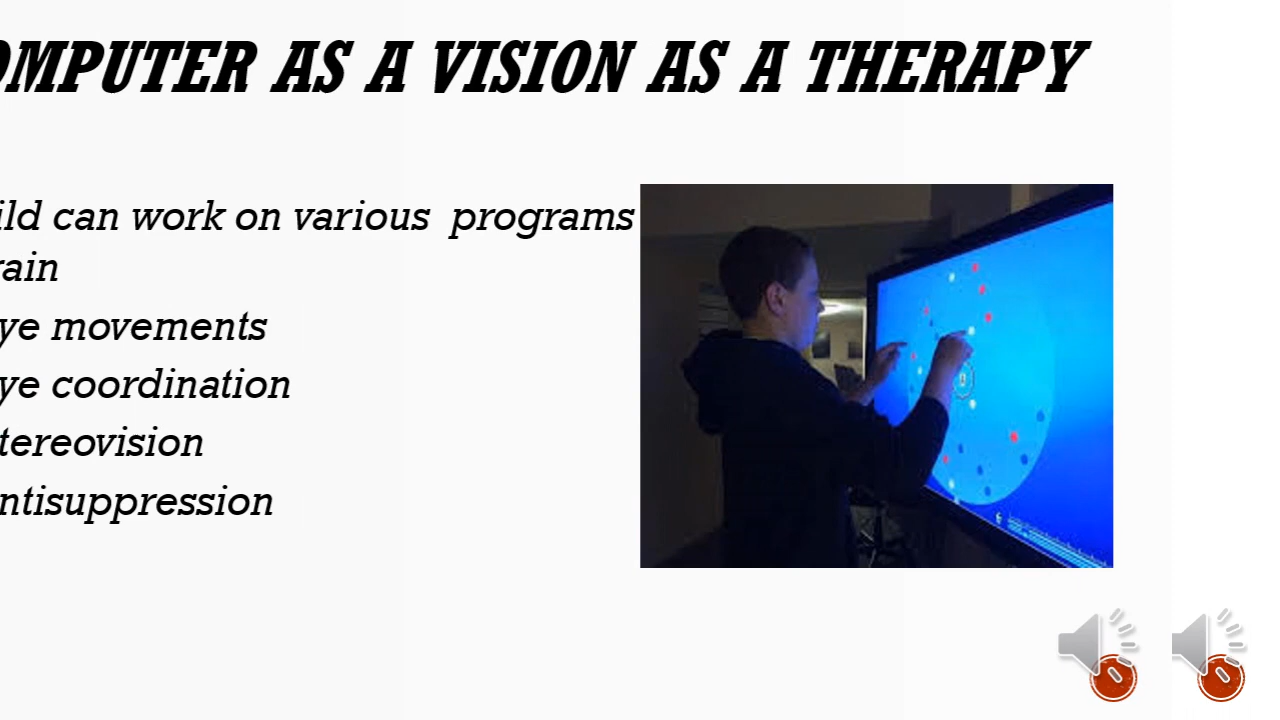 OMPUTER AS A VISION AS A THERAPY
ild can work on various programs
rain
ye movements
ye coordination
tereovision
ntisuppression